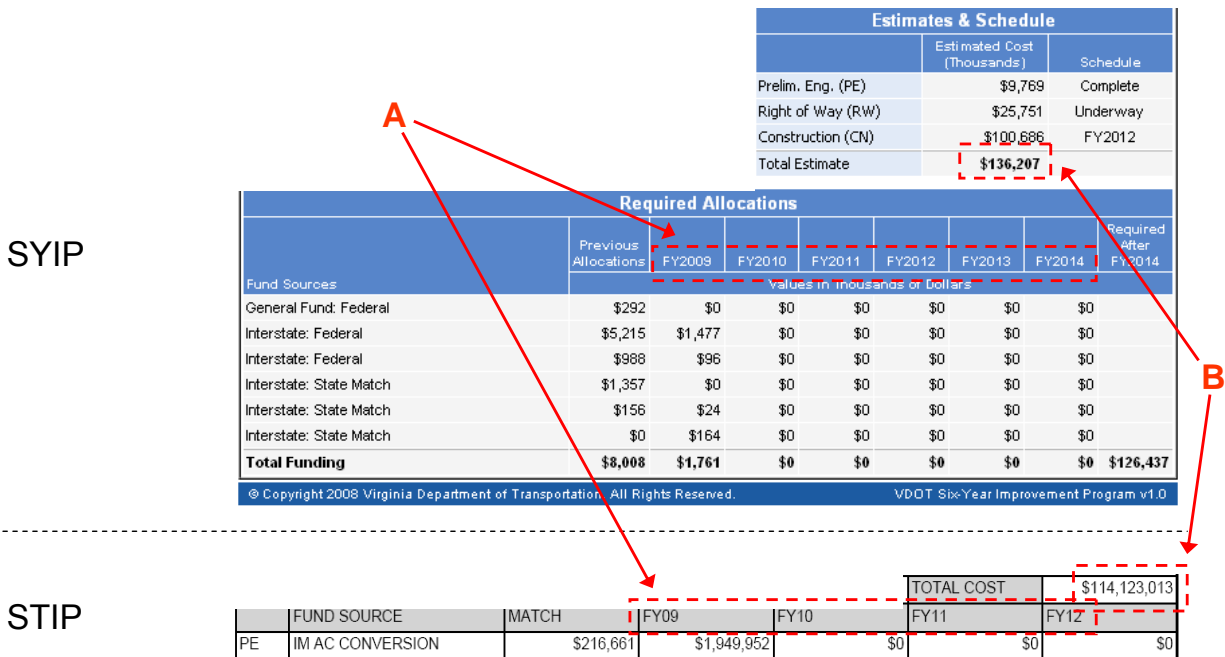 Estimates & Schedule
Estimated Cost (Thousands) Schedule
Prelim. Eng. (PE) $9,769 Complete
Right of Way (RW) $25,751 Underway
Construction (CN) $100,686 FY2012
Total Estimate $136,207
A
SYIP
Required Allocations
Fund Sources Previous Allocations FY2009 FY2010 FY2011 FY2012 FY2013 FY2014 Required After FY2014
Values in Thousands of Dollars
General Fund: Federal $292 $0 $0 $0 $0 $0 $0
Interstate: Federal $5,215 $1,477 $0 $0 $0 $0 $0
Interstate: Federal $988 $96 $0 $0 $0 $0 $0
Interstate: State Match $1,357 $0 $0 $0 $0 $0 $0
Interstate: State Match $156 $24 $0 $0 $0 $0 $0
Interstate: State Match $0 $164 $0 $0 $0 $0 $0
Total Funding $8,008 $1,761 $0 $0 $0 $0 $0 $126,437
© Copyright 2008 Virginia Department of Transportation. All Rights Reserved. VDOT Six-Year Improvement Program v1.0
B
STIP
TOTAL COST $114,123,013
FUND SOURCE MATCH FY09 FY10 FY11 FY12
PE IM AC CONVERSION $216,661 $1,949,952 $0 $0 $0